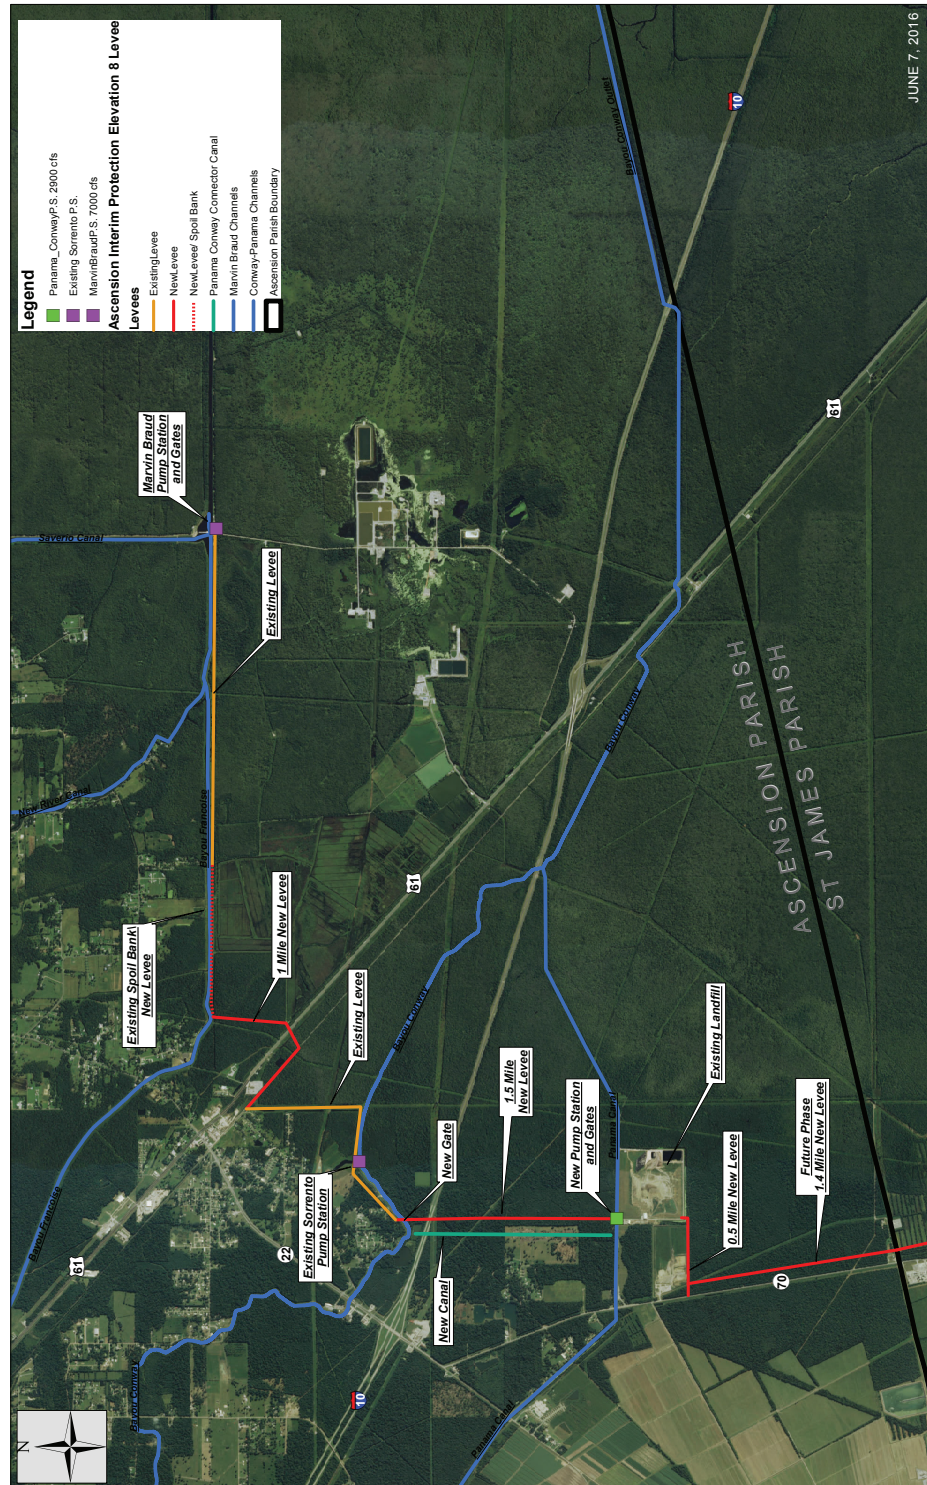 JUNE 7, 2016
Legend
Panama_ConwayP.S. 2900 cfs
Existing Sorrento P.S.
MarvinBraudP.S. 7000 cfs
Ascension Interim Protection Elevation 8 Levee
Levees
ExistingLevee
NewLevee
NewLevee/ Spoil Bank
Panama Conway Connector Canal
Marvin Braud Channels
Conway-Panama Channels
Ascension Parish Boundary
N
Bayou Francoise
61
Bayou Conway
22
10
Existing Spoil Bank\
New Levee
1 Mile New Levee
Existing Levee
Existing Sorrento
Pump Station
New Gate
New Canal
1.5 Mile
New Levee
New Pump Station
and Gates
Panama Canal
Panama Canal
Existing Landfill
0.5 Mile New Levee
Future Phase
1.4 Mile New Levee
70
New River Canal
Bayou Francoise
Saverio Canal
Marvin Braud
Pump Station
and Gates
Existing Levee
61
Bayou Conway
Bayou Conway
61
Bayou Conway Outlet
10
ASCENSION PARISH
ST JAMES PARISH